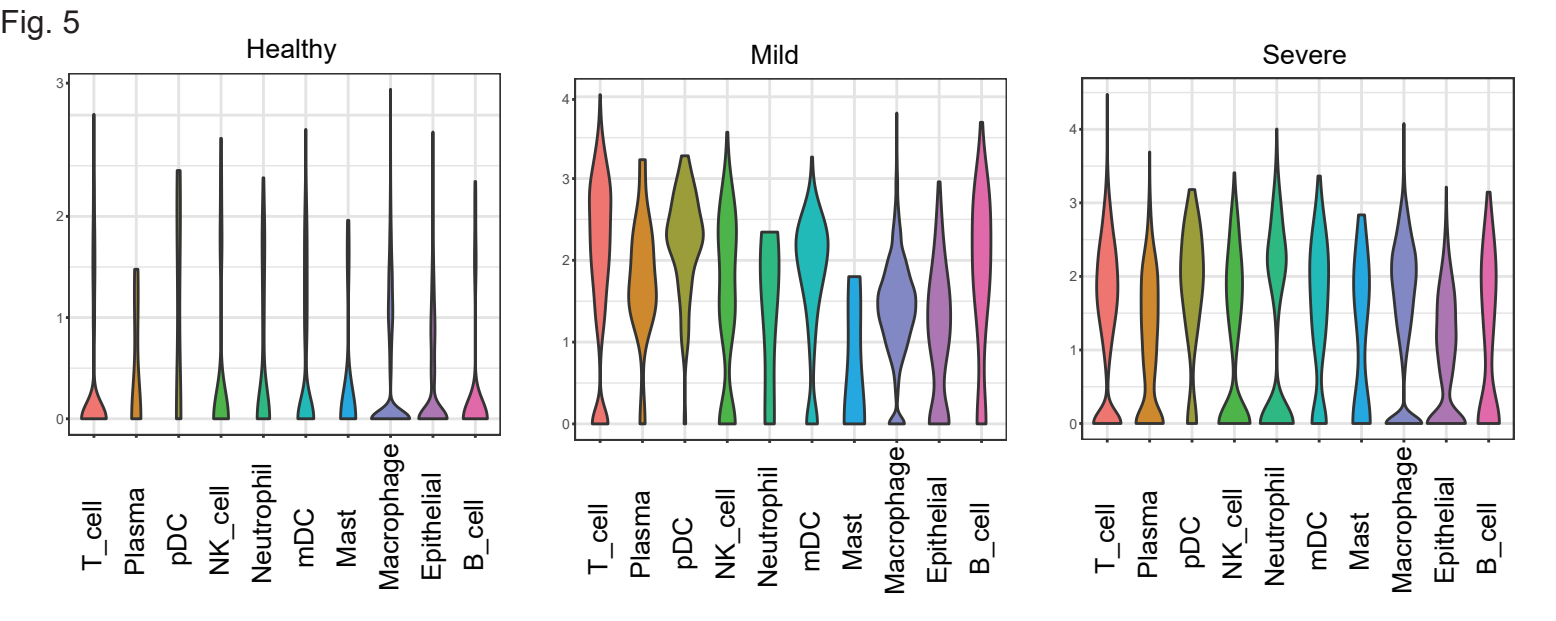 Fig. 5
Healthy
3
2
1
0
T_cell
Plasma
pDC
NK_cell
Neutrophil
mDC
Mast
Macrophage
Epithelial
B_cell
Mild
4
3
2
1
0
T_cell
Plasma
pDC
NK_cell
Neutrophil
mDC
Mast
Macrophage
Epithelial
B_cell
Severe
4
3
2
1
0
T_cell
Plasma
pDC
NK_cell
Neutrophil
mDC
Mast
Macrophage
Epithelial
B_cell